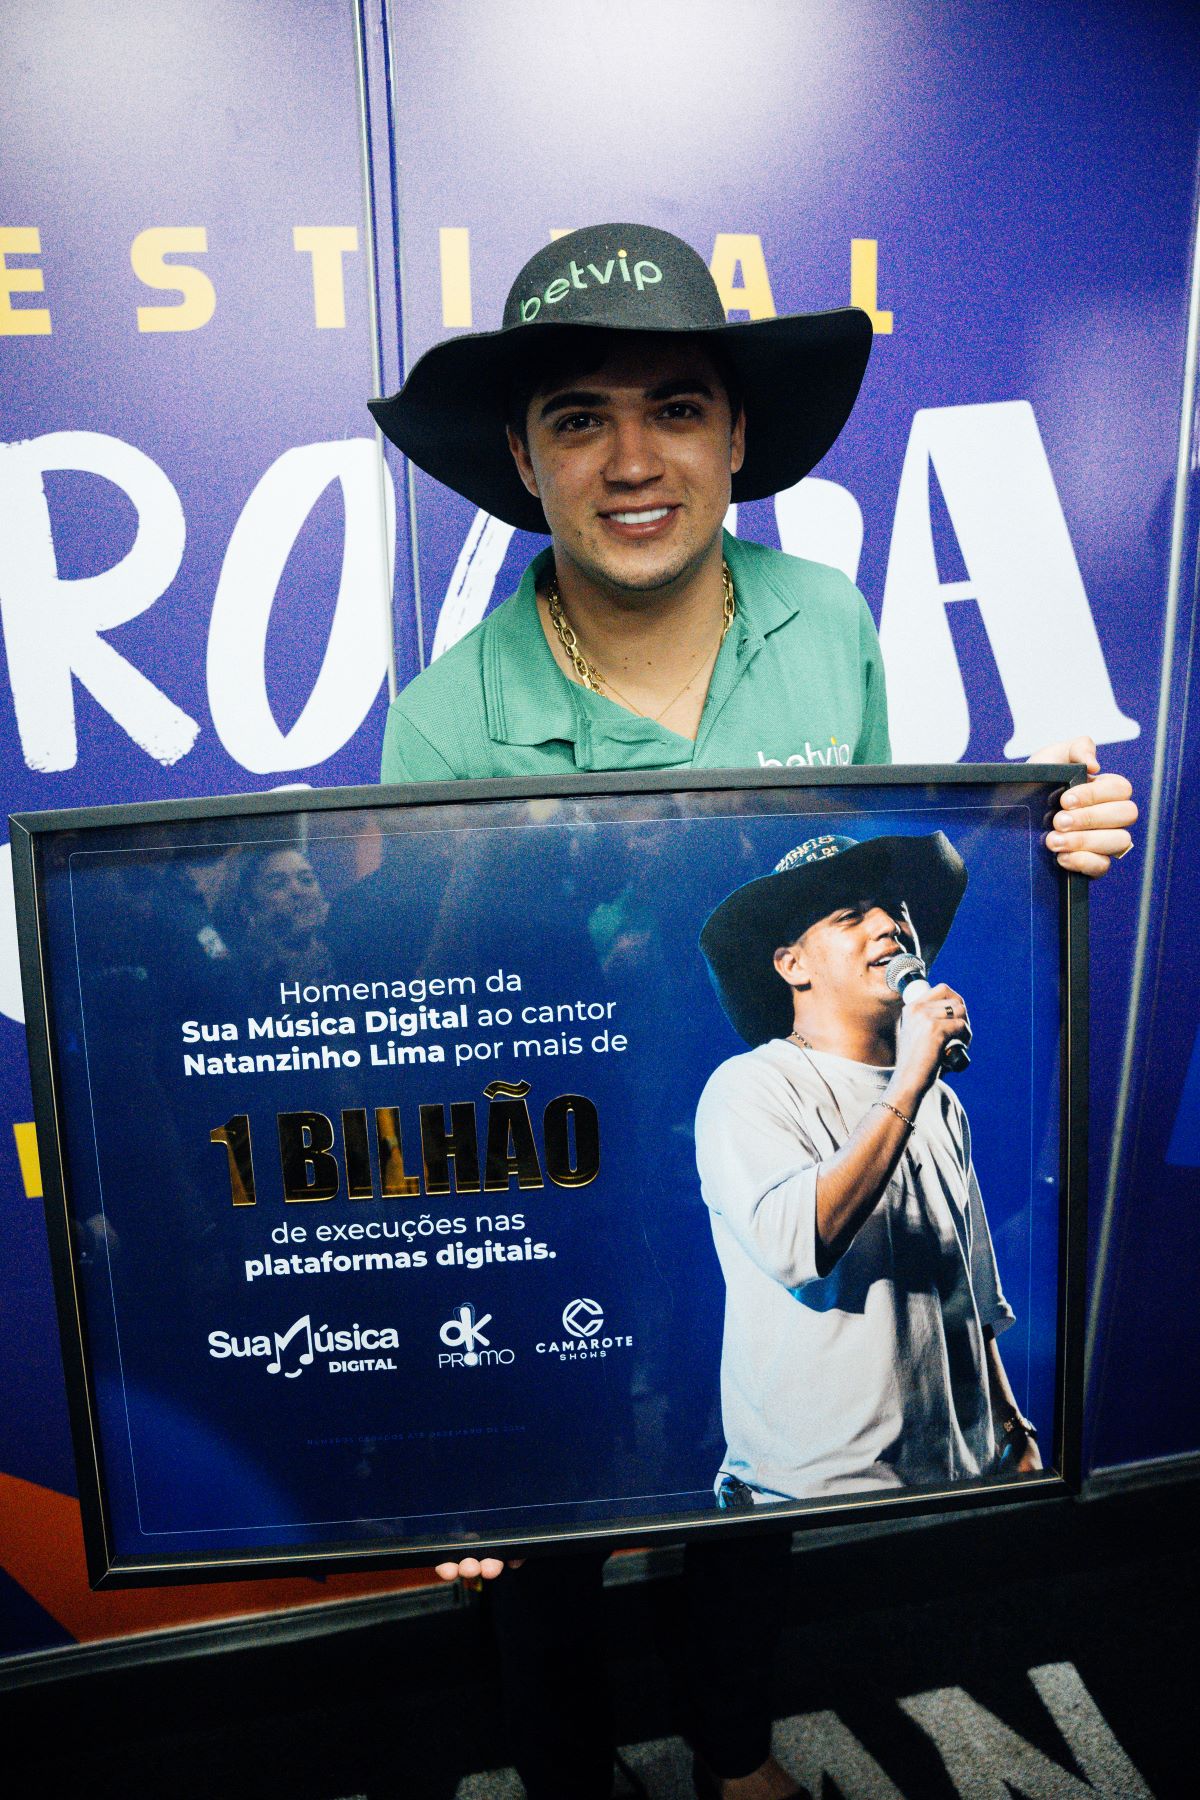 ESTIVAL
betvip
betvip
Homenagem da
Sua Música Digital ao cantor
Natanzinho Lima por mais de
1 BILHÃO
de execuções nas
plataformas digitais.
Sua Música
DIGITAL
OK
PROMO
CAMAROTE
SHOWS